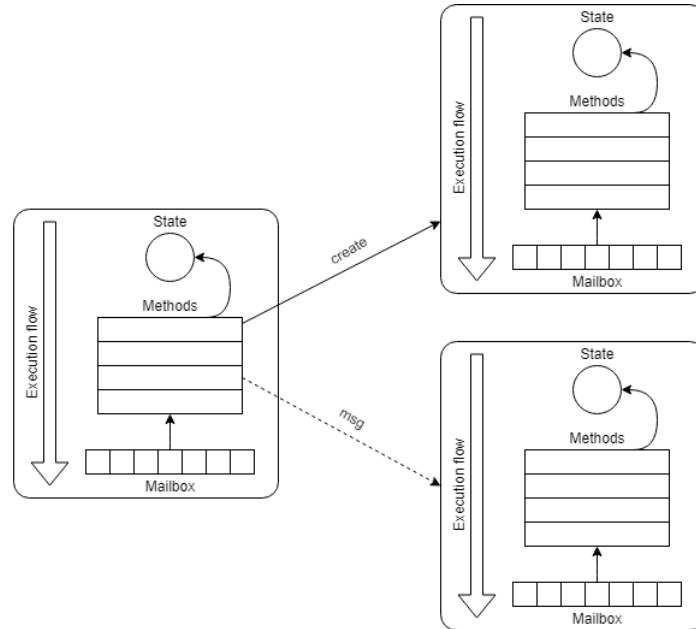 State
Methods
Execution flow
Mailbox
create
msg
State
Methods
Execution flow
Mailbox
State
Methods
Execution flow
Mailbox